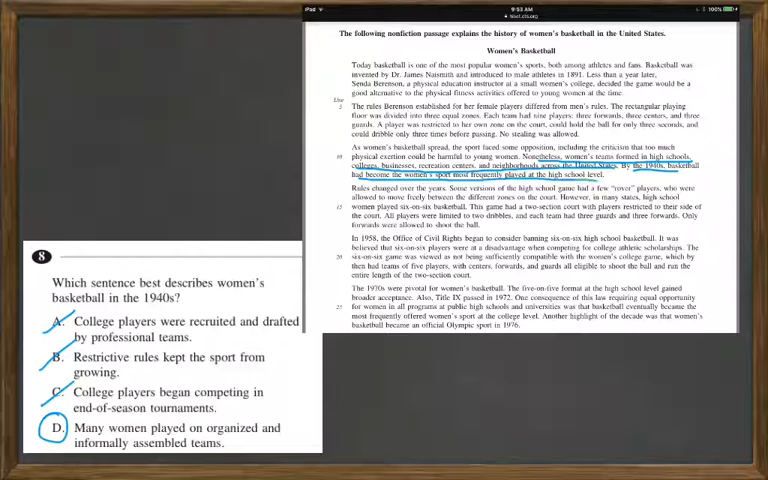 iPad
9:53 AM
hiset.ets.org
100%
The following nonfiction passage explains the history of women's basketball in the United States.
Women's Basketball
Today basketball is one of the most popular women's sports, both among athletes and fans. Basketball was
invented by Dr. James Naismith and introduced to male athletes in 1891. Less than a year later,
Senda Berenson, a physical education instructor at a small women's college, decided the game would be a
good alternative to the physical fitness activities offered to young women at the time.
Line
5 The rules Berenson established for her female players differed from men's rules. The rectangular playing
floor was divided into three equal zones. Each team had nine players: three forwards, three centers, and three
guards. A player was restricted to her own zone on the court, could hold the ball for only three seconds, and
could dribble only three times before passing. No stealing was allowed.
As women's basketball spread, the sport faced some opposition, including the criticism that too much
10 physical exertion could be harmful to young women. Nonetheless, women's teams formed in high schools,
colleges, businesses, recreation centers, and neighborhoods across the United States. By the 1940s, basketball
had become the women's sport most frequently played at the high school level.
Rules changed over the years. Some versions of the high school game had a few "rover" players, who were
allowed to move freely between the different zones on the court. However, in many states, high school
15 women played six-on-six basketball. This game had a two-section court with players restricted to their side of
the court. All players were limited to two dribbles, and each team had three guards and three forwards. Only
forwards were allowed to shoot the ball.
In 1958, the Office of Civil Rights began to consider banning six-on-six high school basketball. It was
believed that six-on-six players were at a disadvantage when competing for college athletic scholarships. The
20 six-on-six game was viewed as not being sufficiently compatible with the women's college game, which by
then had teams of five players, with centers, forwards, and guards all eligible to shoot the ball and run the
entire length of the two-section court.
The 1970s were pivotal for women's basketball. The five-on-five format at the high school level gained
broader acceptance. Also, Title IX passed in 1972. One consequence of this law requiring equal opportunity
25 for women in all programs at public high schools and universities was that basketball eventually became the
most frequently offered women's sport at the college level. Another highlight of the decade was that women's
basketball became an official Olympic sport in 1976.
8
Which sentence best describes women's
basketball in the 1940s?
A. College players were recruited and drafted
by professional teams.
B. Restrictive rules kept the sport from
growing.
C. College players began competing in
end-of-season tournaments.
D. Many women played on organized and
informally assembled teams.